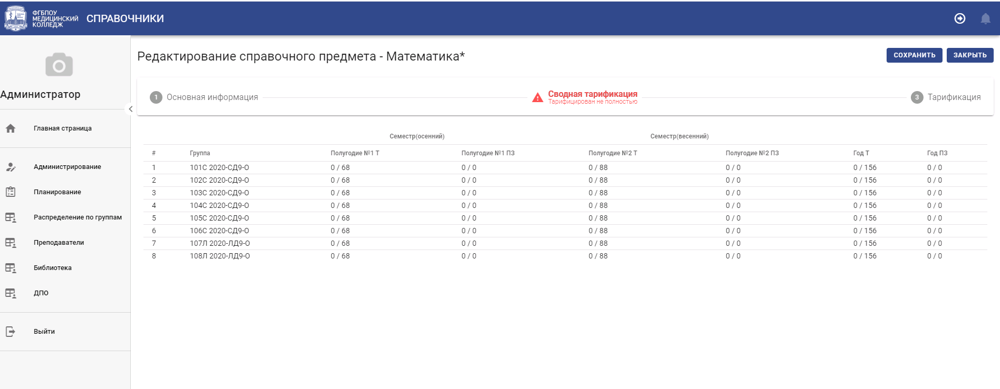 ФГБПОУ
МЕДИЦИНСКИЙ
КОЛЛЕДЖ
СПРАВОЧНИКИ
Администратор
Главная страница
Администрирование
Планирование
Распределение по группам
Преподаватели
Библиотека
ДПО
Выйти
Редактирование справочного предмета - Математика*
СОХРАНИТЬ ЗАКРЫТЬ
1 Основная информация
Сводная тарификация
Тарифицирован не полностью
3 Тарификация
Семестр(осенний) Семестр(весенний)
# Группа Полугодие №1 Т Полугодие №1 ПЗ Полугодие №2 Т Полугодие №2 ПЗ Год Т Год ПЗ
1 101С 2020-СД9-О 0 / 68 0 / 0 0 / 88 0 / 0 0 / 156 0 / 0
2 102С 2020-СД9-О 0 / 68 0 / 0 0 / 88 0 / 0 0 / 156 0 / 0
3 103С 2020-СД9-О 0 / 68 0 / 0 0 / 88 0 / 0 0 / 156 0 / 0
4 104С 2020-СД9-О 0 / 68 0 / 0 0 / 88 0 / 0 0 / 156 0 / 0
5 105С 2020-СД9-О 0 / 68 0 / 0 0 / 88 0 / 0 0 / 156 0 / 0
6 106С 2020-СД9-О 0 / 68 0 / 0 0 / 88 0 / 0 0 / 156 0 / 0
7 107Л 2020-ЛД9-О 0 / 68 0 / 0 0 / 88 0 / 0 0 / 156 0 / 0
8 108Л 2020-ЛД9-О 0 / 68 0 / 0 0 / 88 0 / 0 0 / 156 0 / 0